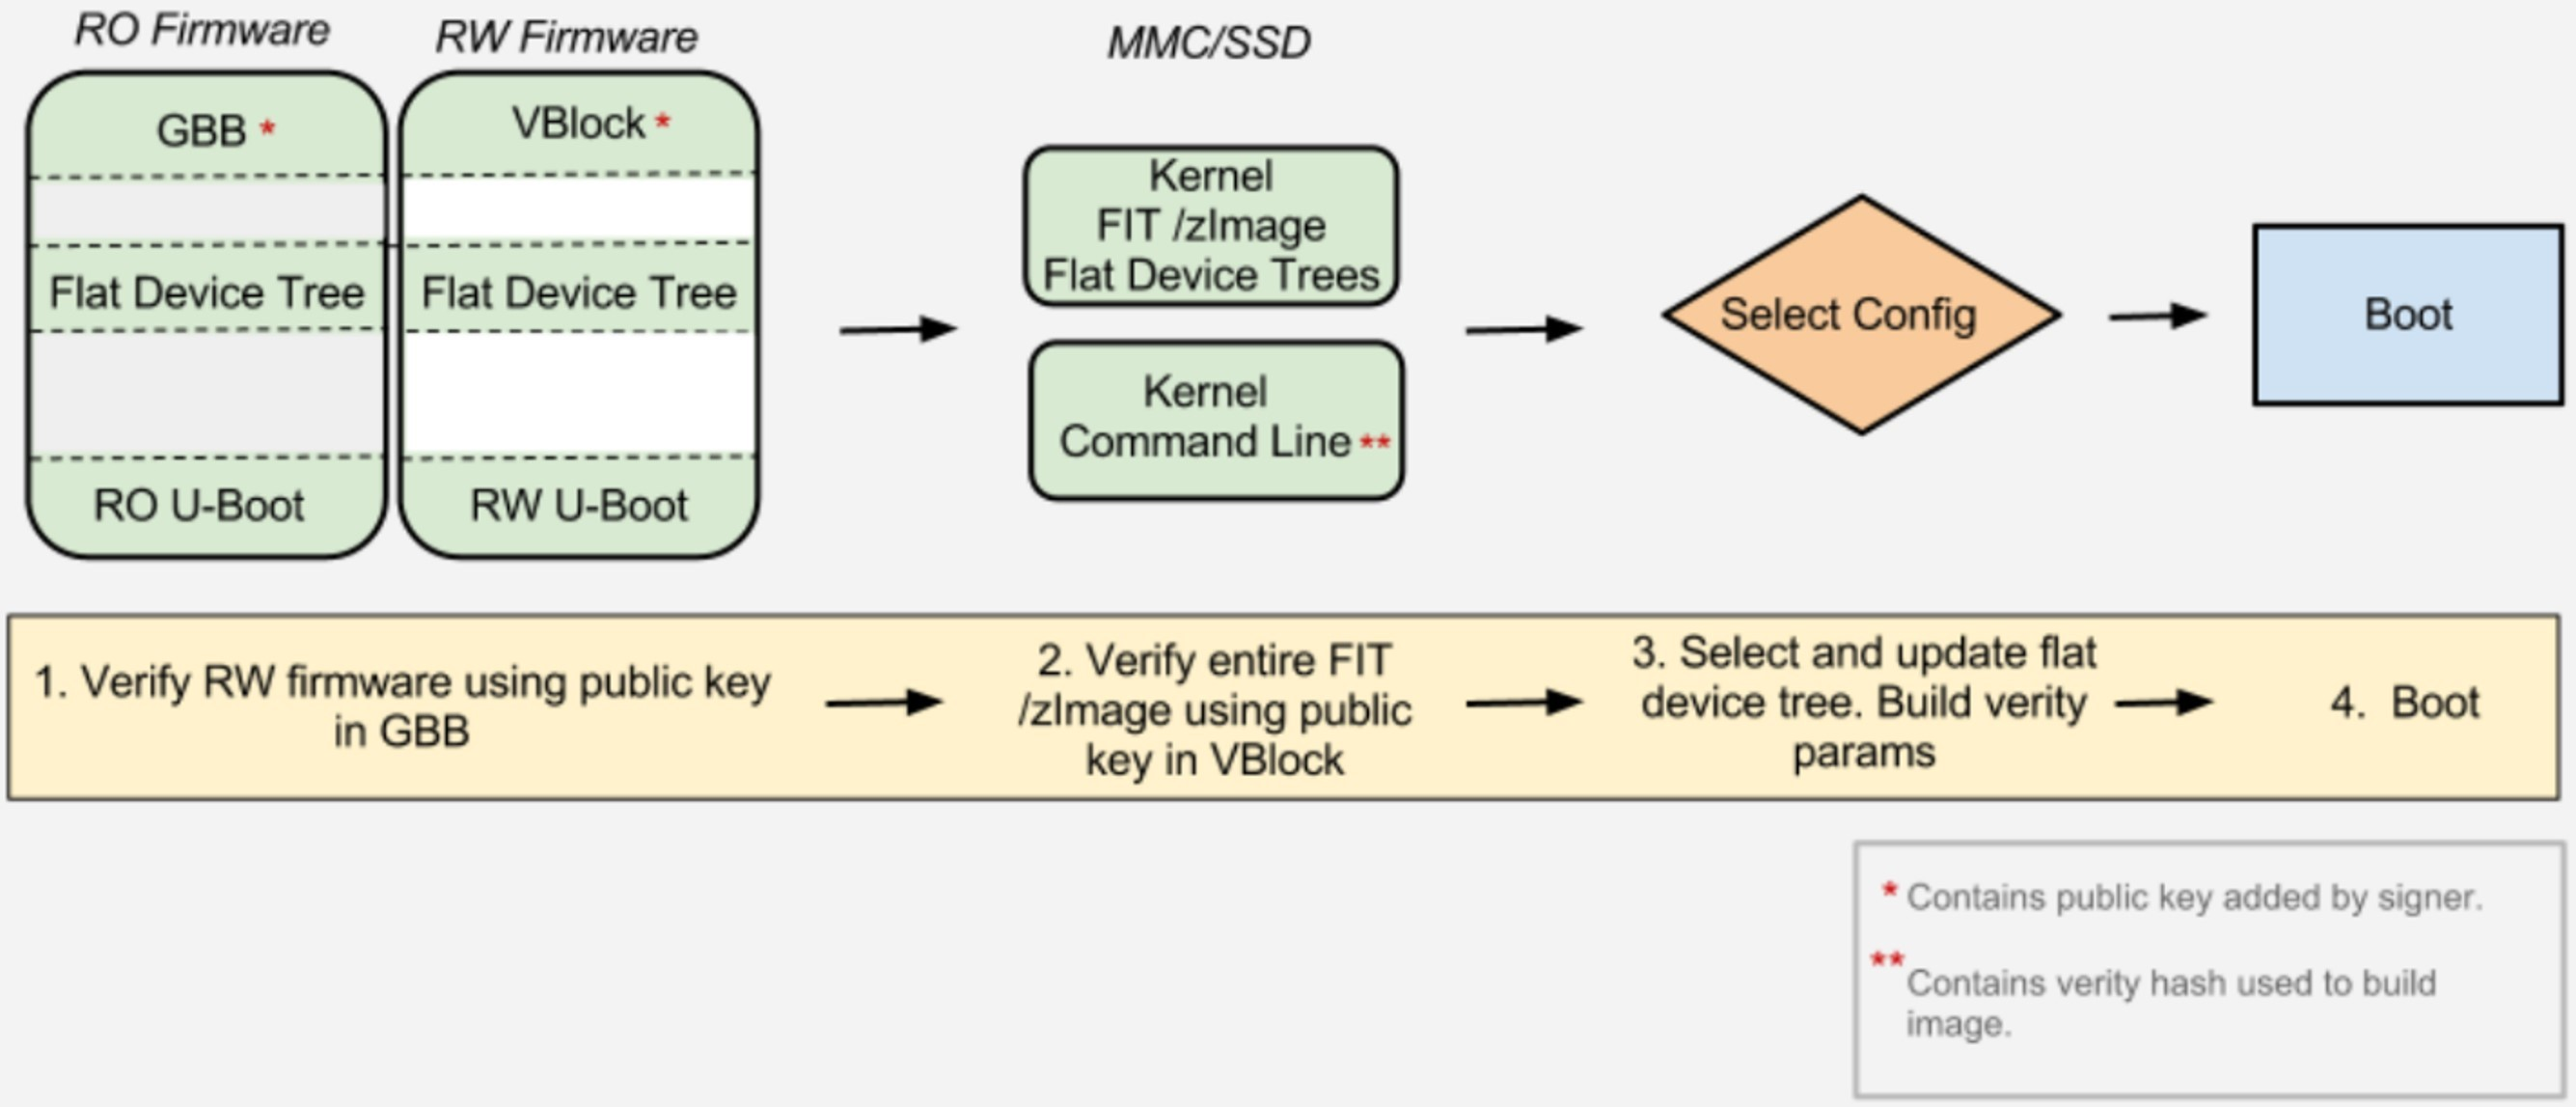 RO Firmware
RW Firmware
MMC/SSD
GBB *
Flat Device Tree
RO U-Boot
VBlock *
Flat Device Tree
RW U-Boot
Kernel
FIT /zImage
Flat Device Trees
Kernel
Command Line **
Select Config
Boot
1. Verify RW firmware using public key
in GBB
2. Verify entire FIT
/zImage using public
key in VBlock
3. Select and update flat
device tree. Build verity
params
4. Boot
* Contains public key added by signer.
** Contains verity hash used to build
image.